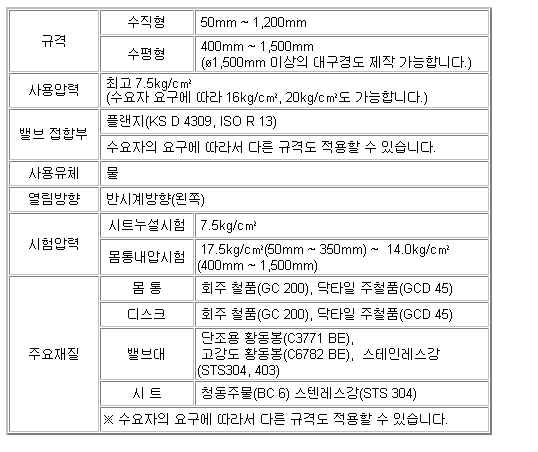 규격
수직형
50mm ~ 1,200mm
수평형
400mm ~ 1,500mm
(ø1,500mm 이상의 대구경도 제작 가능합니다.)
사용압력
최고 7.5kg/c㎡
(수요자 요구에 따라 16kg/c㎡, 20kg/c㎡도 가능합니다.)
밸브 접합부
플랜지(KS D 4309, ISO R 13)
수요자의 요구에 따라서 다른 규격도 적용할 수 있습니다.
사용유체
물
열림방향
반시계방향(왼쪽)
시험압력
시트누설시험
7.5kg/c㎡
몸통내압시험
17.5kg/c㎡(50mm ~ 350mm) ~ 14.0kg/c㎡
(400mm ~ 1,500mm)
주요재질
몸 통
회주 철품(GC 200), 닥타일 주철품(GCD 45)
디스크
회주 철품(GC 200), 닥타일 주철품(GCD 45)
밸브대
단조용 황동봉(C3771 BE),
고강도 황동봉(C6782 BE), 스테인레스강
(STS304, 403)
시 트
청동주물(BC 6) 스텐레스강(STS 304)
※ 수요자의 요구에 따라서 다른 규격도 적용할 수 있습니다.